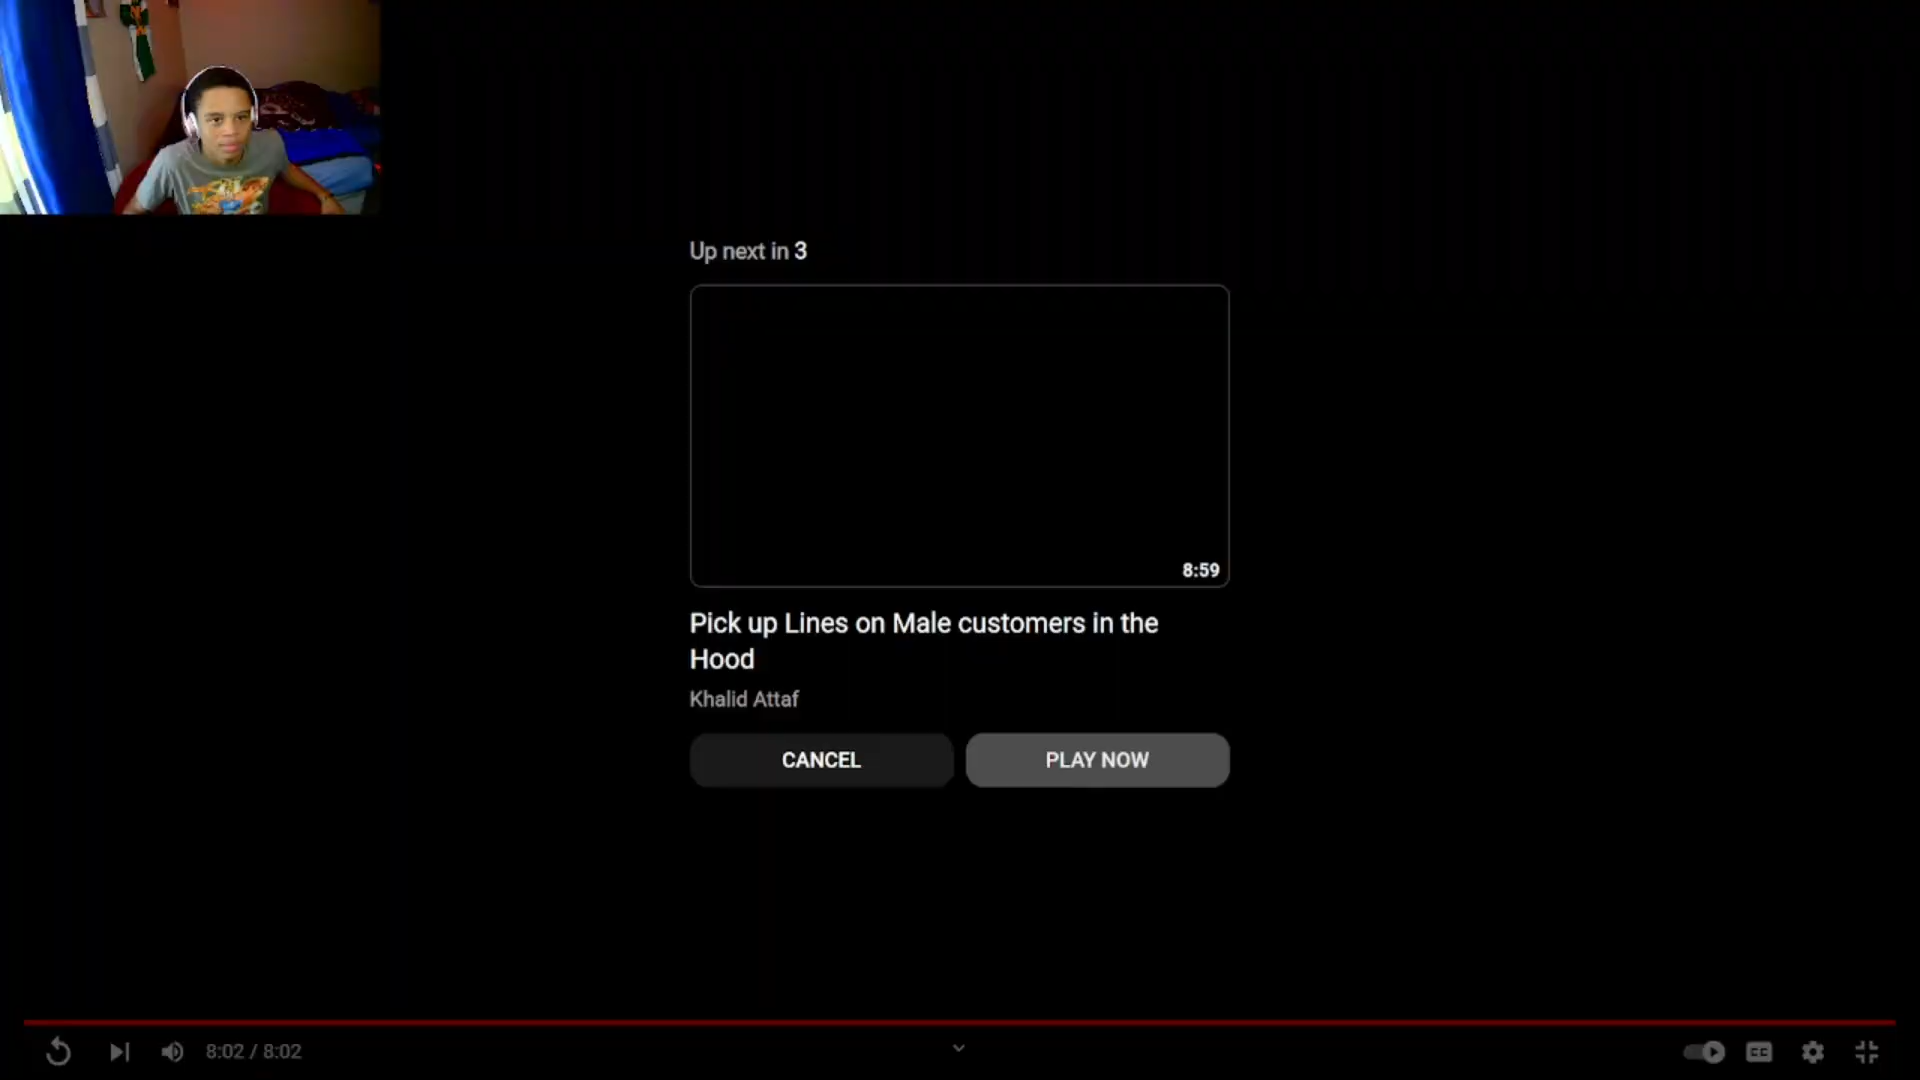 Up next in 3
8:59
Pick up Lines on Male customers in the
Hood
Khalid Attaf
CANCEL
PLAY NOW
8:02 / 8:02
CC